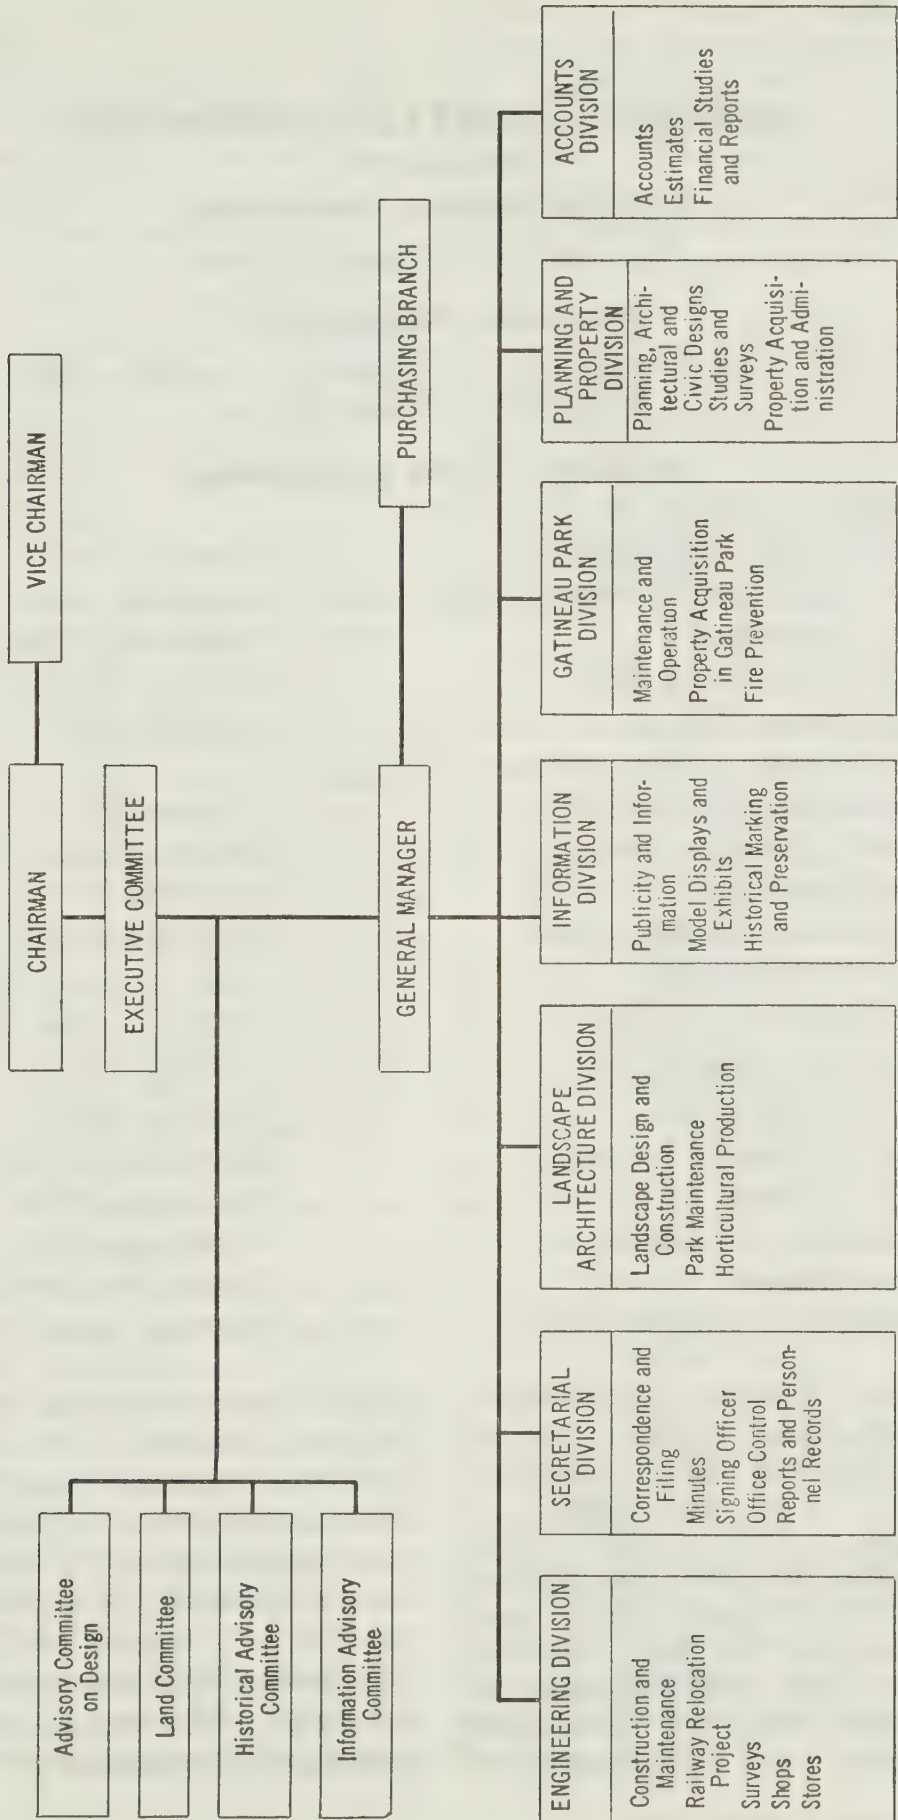 CHAIRMAN
VICE CHAIRMAN
EXECUTIVE COMMITTEE
Advisory Committee
on Design
Land Committee
Historical Advisory
Committee
Information Advisory
Committee
GENERAL MANAGER
PURCHASING BRANCH
ENGINEERING DIVISION
Construction and
Maintenance
Railway Relocation
Project
Surveys
Shops
Stores
SECRETARIAL
DIVISION
Correspondence and
Filing
Minutes
Signing Officer
Office Control
Reports and Person-
nel Records
LANDSCAPE
ARCHITECTURE DIVISION
Landscape Design and
Construction
Park Maintenance
Horticultural Production
INFORMATION
DIVISION
Publicity and Infor-
mation
Model Displays and
Exhibits
Historical Marking
and Preservation
GATINEAU PARK
DIVISION
Maintenance and
Operation
Property Acquisition
in Gatineau Park
Fire Prevention
PLANNING AND
PROPERTY
DIVISION
Planning, Archi-
tectural and
Civic Designs
Studies and
Surveys
Property Acquisi-
tion and Admi-
nistration
ACCOUNTS
DIVISION
Accounts
Estimates
Financial Studies
and Reports